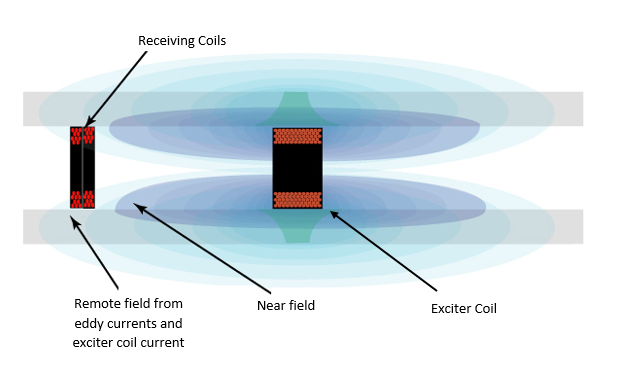 Receiving Coils
Near field
Exciter Coil
Remote field from
eddy currents and
exciter coil current